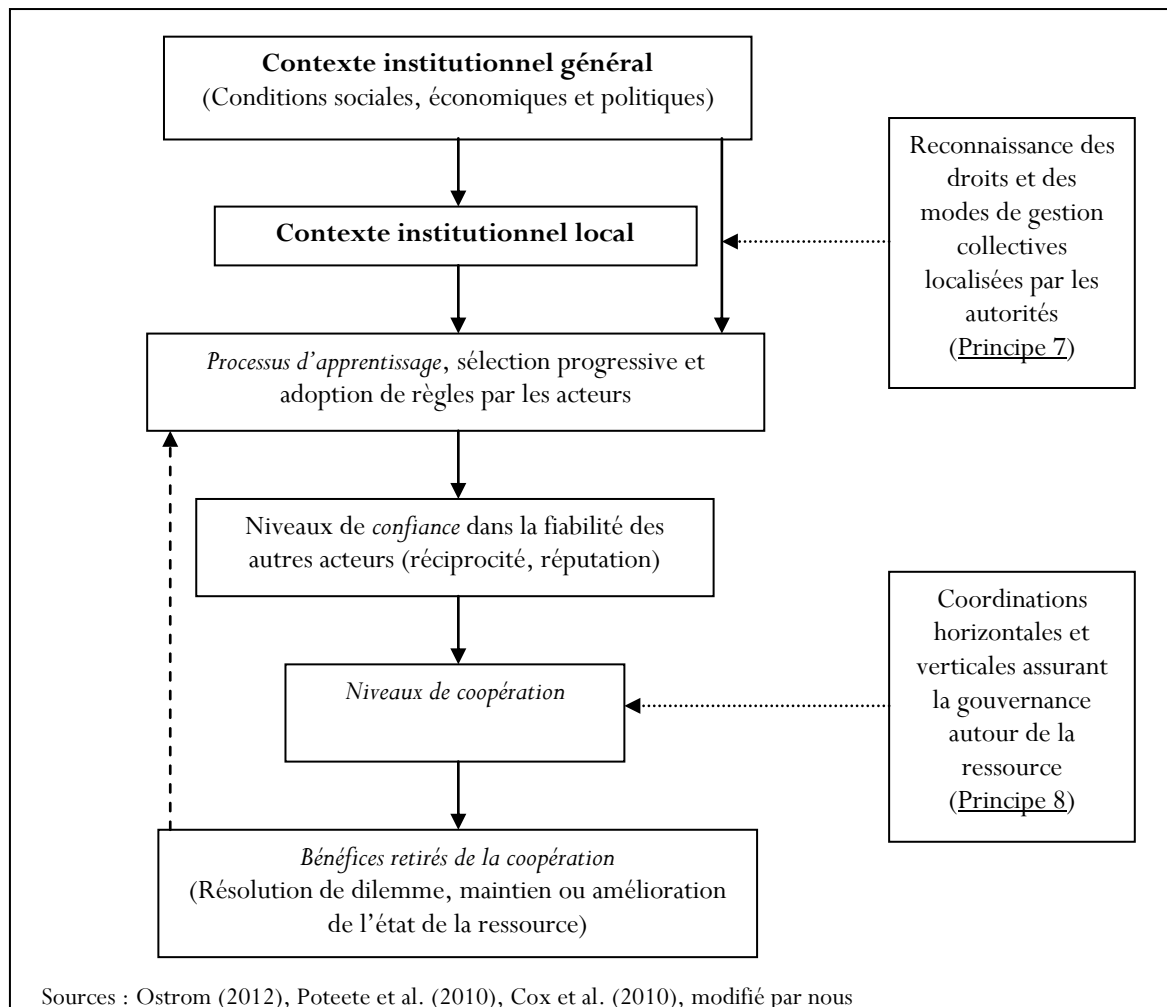 Contexte institutionnel général
(Conditions sociales, économiques et politiques)
Reconnaissance des
droits et des
modes de gestion
collectives
localisées par les
autorités
(Principe 7)
Contexte institutionnel local
Processus d'apprentissage, sélection progressive et
adoption de règles par les acteurs
Niveaux de confiance dans la fiabilité des
autres acteurs (réciprocité, réputation)
Coordinations
horizontales et
verticales assurant
la gouvernance
autour de la
ressource
(Principe 8)
Niveaux de coopération
Bénéfices retirés de la coopération
(Résolution de dilemme, maintien ou amélioration
de l'état de la ressource)
Sources : Ostrom (2012), Poteete et al. (2010), Cox et al. (2010), modifié par nous